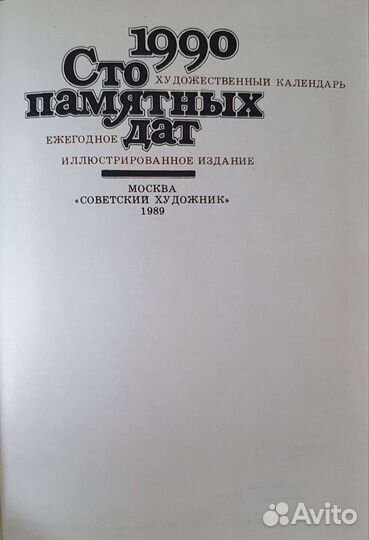 1990
Сто
ХУДОЖЕСТВЕННЫЙ КАЛЕНДАРЬ
памятных
ЕЖЕГОДНОЕ
дат
ИЛЛЮСТРИРОВАННОЕ ИЗДАНИЕ
МОСКВА
«СОВЕТСКИЙ ХУДОЖНИК»
1989
Avito